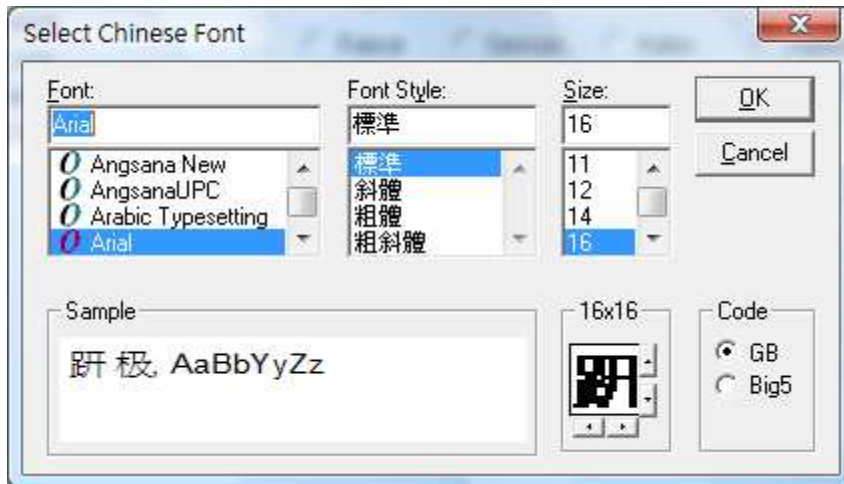 Select Chinese Font
Font:
Arial
Angsana New
AngsanaUPC
Arabic Typesetting
Arial
Font Style:
標準
標準
斜體
粗體
粗斜體
Size:
16
11
12
14
16
OK
Cancel
Sample
趼极, AaBbYyZz
16x16
Code
GB
Big5